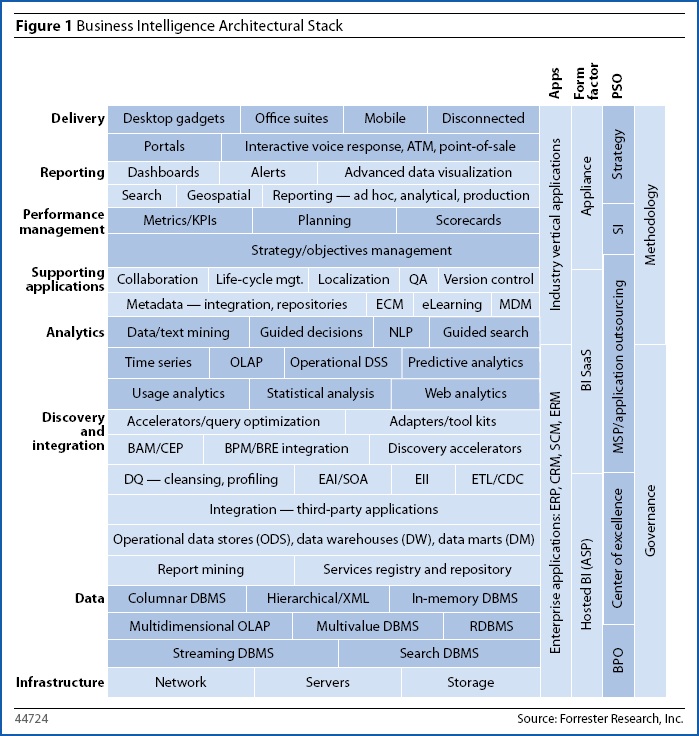 Figure 1 Business Intelligence Architectural Stack
Apps
Form
factor
PSO
Delivery
Desktop gadgets
Office suites
Mobile
Disconnected
Portals
Interactive voice response, ATM, point-of-sale
Reporting
Dashboards
Alerts
Advanced data visualization
Search
Geospatial
Reporting — ad hoc, analytical, production
Performance
management
Metrics/KPIs
Planning
Scorecards
Strategy/objectives management
Supporting
applications
Collaboration
Life-cycle mgt.
Localization
QA
Version control
Metadata — integration, repositories
ECM
eLearning
MDM
Analytics
Data/text mining
Guided decisions
NLP
Guided search
Time series
OLAP
Operational DSS
Predictive analytics
Usage analytics
Statistical analysis
Web analytics
Discovery
and
integration
Accelerators/query optimization
Adapters/tool kits
BAM/CEP
BPM/BRE integration
Discovery accelerators
DQ — cleansing, profiling
EAI/SOA
EII
ETL/CDC
Integration — third-party applications
Operational data stores (ODS), data warehouses (DW), data marts (DM)
Report mining
Services registry and repository
Data
Columnar DBMS
Hierarchical/XML
In-memory DBMS
Multidimensional OLAP
Multivalue DBMS
RDBMS
Streaming DBMS
Search DBMS
Infrastructure
Network
Servers
Storage
Industry vertical applications
Enterprise applications: ERP, CRM, SCM, ERM
Appliance
BI SaaS
Hosted BI (ASP)
Strategy
SI
MSP/application outsourcing
Center of excellence
BPO
Methodology
Governance
44724
Source: Forrester Research, Inc.